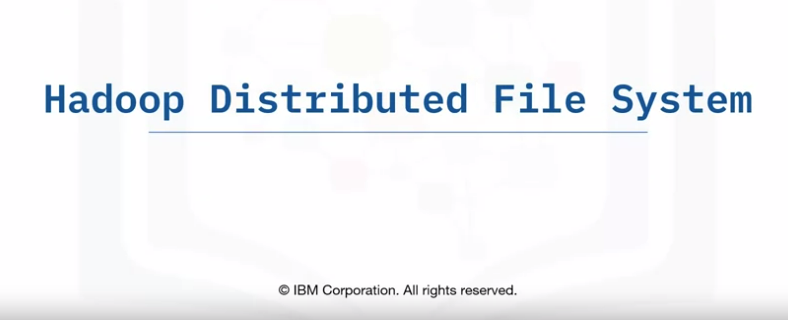 Hadoop Distributed File System
© IBM Corporation. All rights reserved.